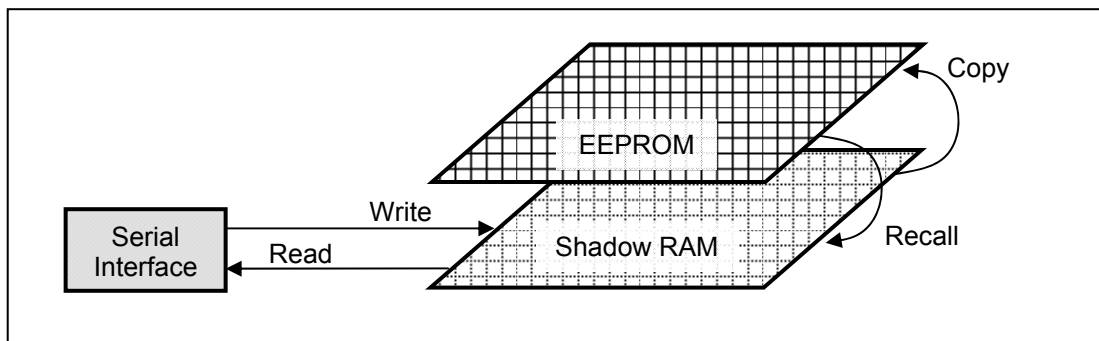 Copy
EEPROM
Write
Serial
Interface
Read
Shadow RAM
Recall